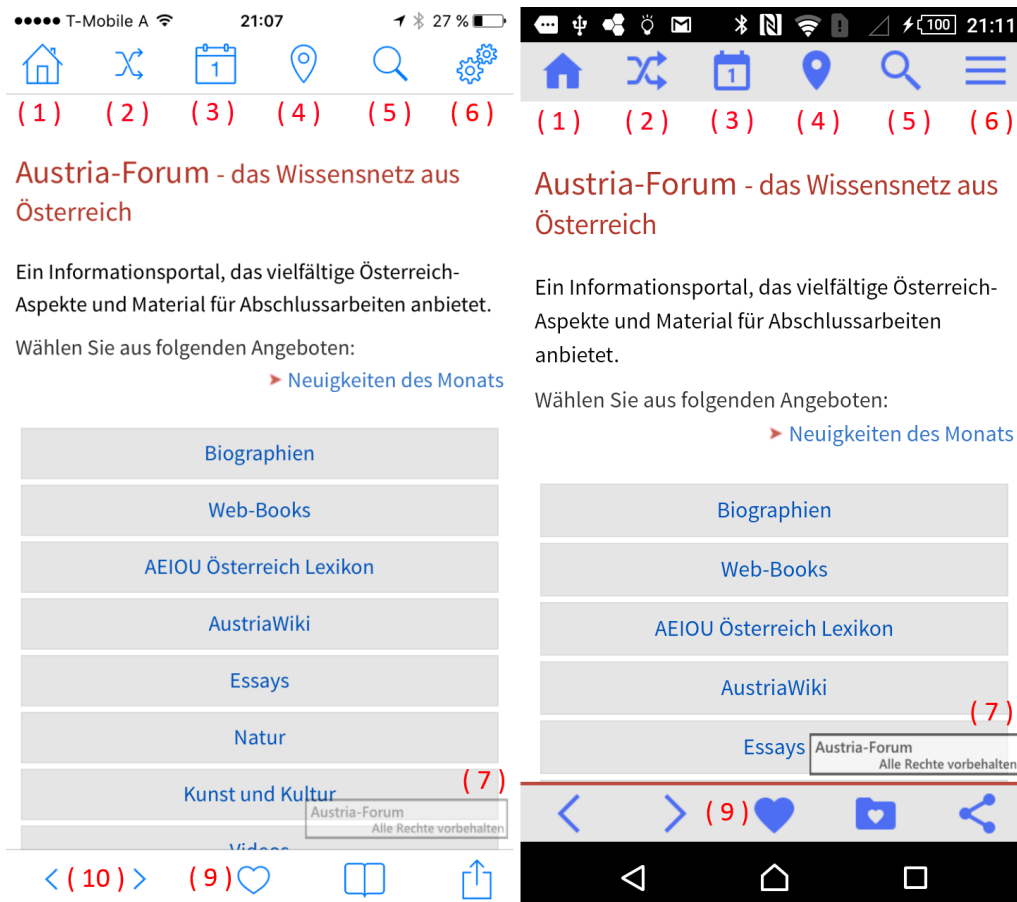 T-Mobile A 21:07 27 %
( 1 ) ( 2 ) ( 3 ) ( 4 ) ( 5 ) ( 6 )
1
Austria-Forum - das Wissensnetz aus
Österreich
Ein Informationsportal, das vielfältige Österreich-
Aspekte und Material für Abschlussarbeiten anbietet.
Wählen Sie aus folgenden Angeboten:
➤ Neuigkeiten des Monats
Biographien
Web-Books
AEIOU Österreich Lexikon
AustriaWiki
Essays
Natur
( 7 )
Kunst und Kultur
Austria-Forum
Alle Rechte vorbehalten
Videos
< ( 10 ) > ( 9 )
100 21:11
1
( 1 ) ( 2 ) ( 3 ) ( 4 ) ( 5 ) ( 6 )
Austria-Forum - das Wissensnetz aus
Österreich
Ein Informationsportal, das vielfältige Österreich-
Aspekte und Material für Abschlussarbeiten
anbietet.
Wählen Sie aus folgenden Angeboten:
➤ Neuigkeiten des Monats
Biographien
Web-Books
AEIOU Österreich Lexikon
AustriaWiki
( 7 )
Essays
Austria-Forum
Alle Rechte vorbehalten
( 9 )